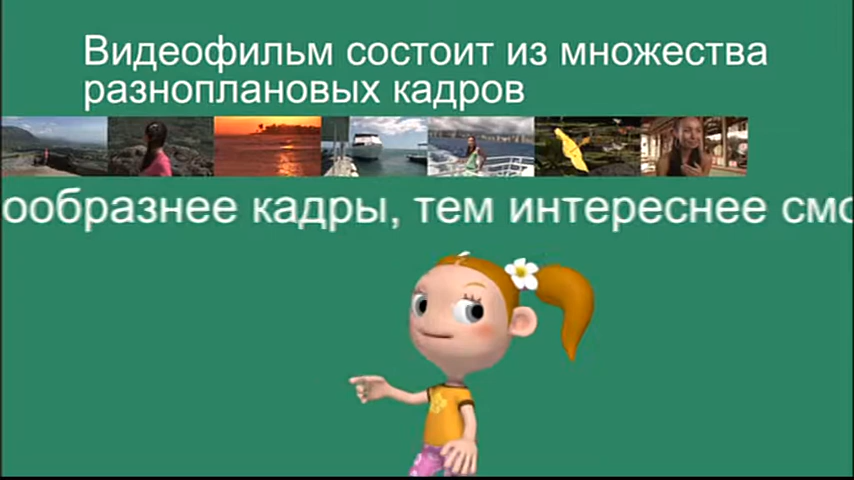 Видеофильм состоит из множества
разноплановых кадров
ообразнее кадры, тем интереснее смо